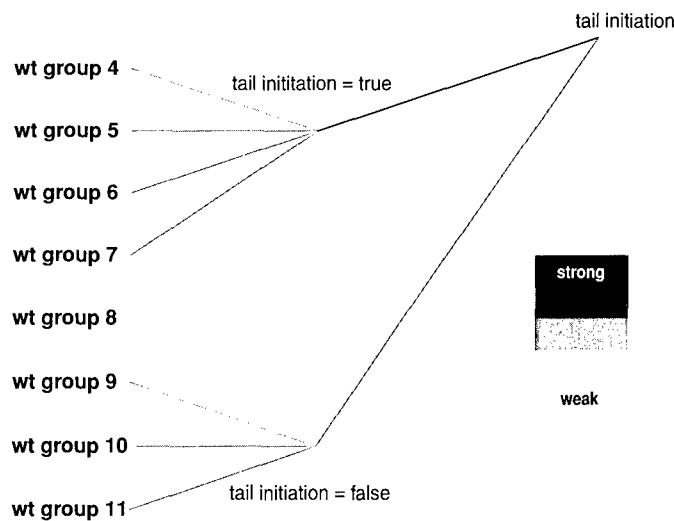 tail initiation
wt group 4
tail inititation = true
wt group 5
wt group 6
wt group 7
strong
wt group 8
wt group 9
weak
wt group 10
tail initiation = false
wt group 11